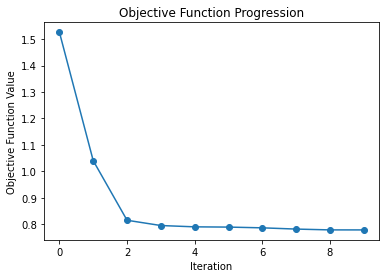 Objective Function Progression
1.5
1.4
1.3
1.2
1.1
1.0
0.9
0.8
Objective Function Value
0 2 4 6 8
Iteration